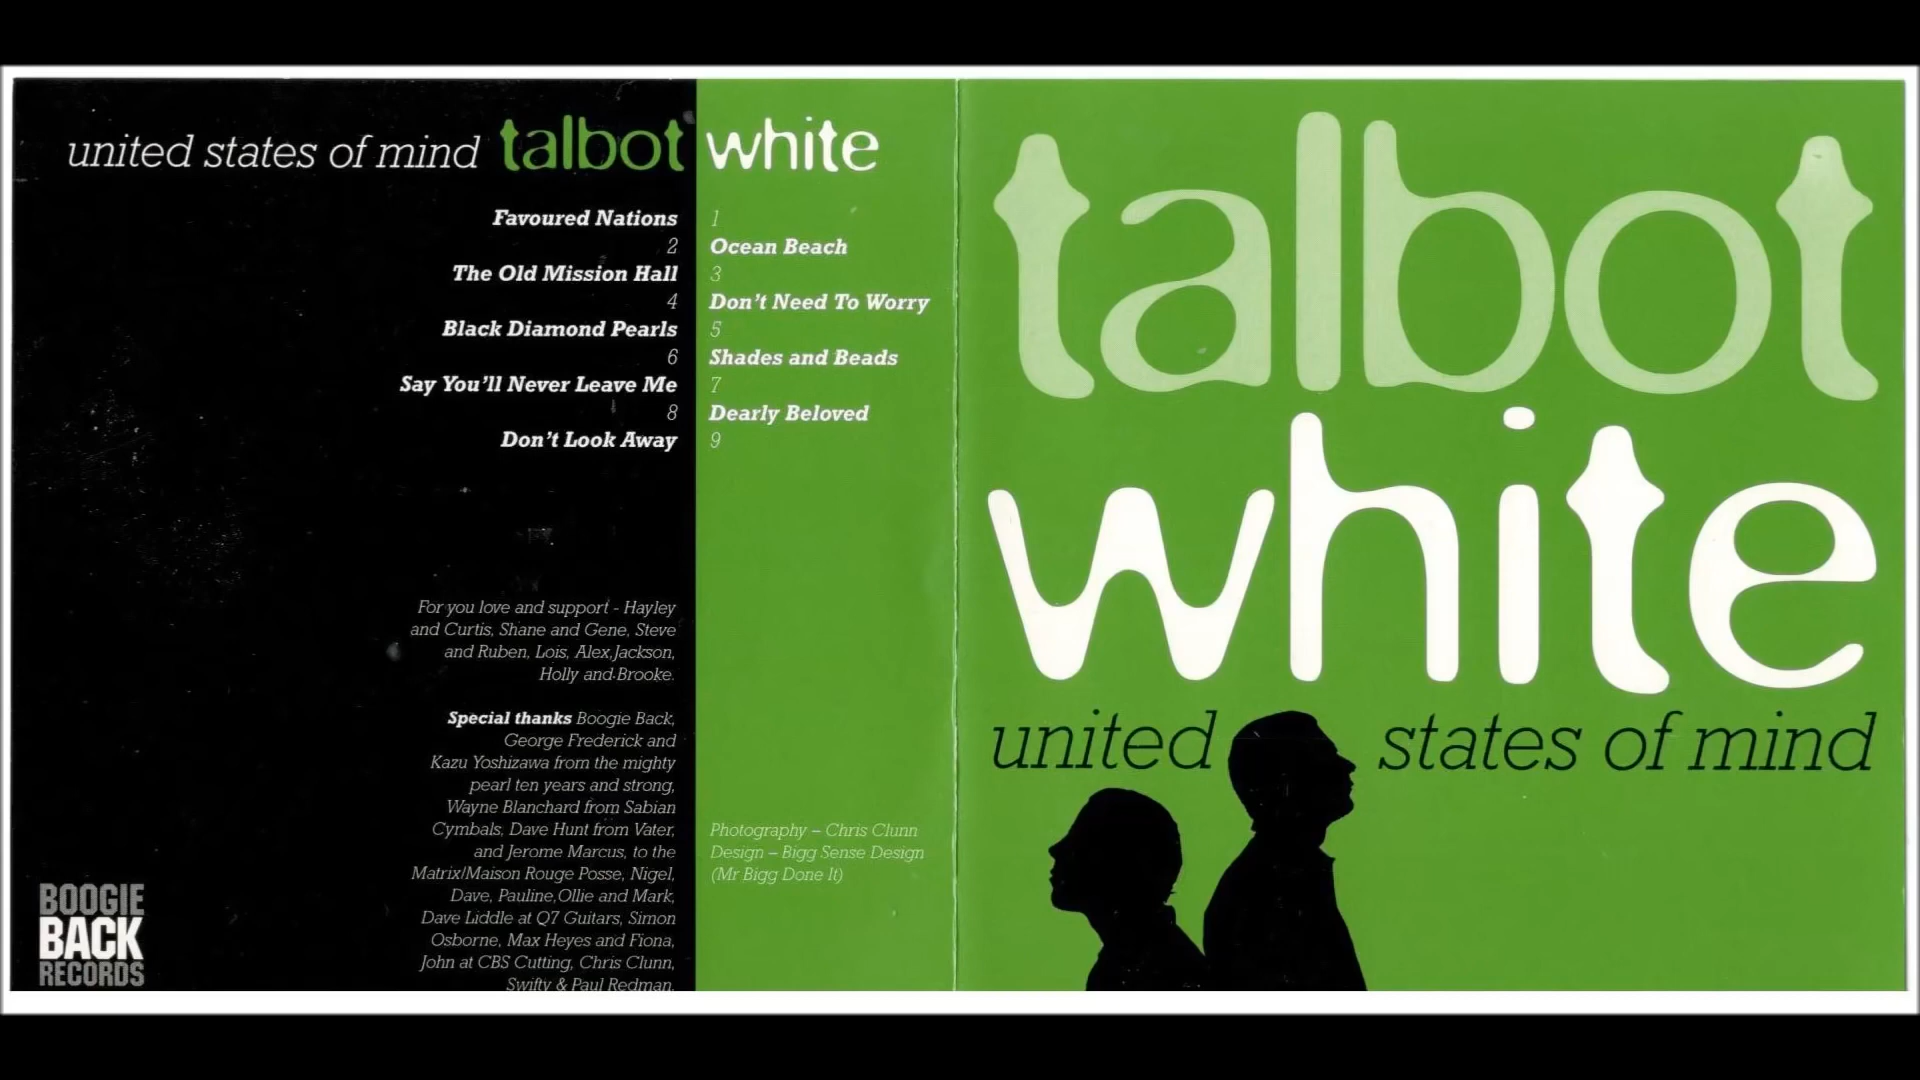 united states of mind talbot white
Favoured Nations 1
2 Ocean Beach
The Old Mission Hall 3
4 Don't Need To Worry
Black Diamond Pearls 5
6 Shades and Beads
Say You'll Never Leave Me 7
8 Dearly Beloved
Don't Look Away 9
For you love and support - Hayley
and Curtis, Shane and Gene, Steve
and Ruben, Lois, Alex,Jackson,
Holly and Brooke.
Special thanks Boogie Back,
George Frederick and
Kazu Yoshizawa from the mighty
pearl ten years and strong,
Wayne Blanchard from Sabian
Cymbals, Dave Hunt from Vater,
and Jerome Marcus, to the
Matrix/Maison Rouge Posse, Nigel,
Dave, Pauline,Ollie and Mark,
Dave Liddle at Q7 Guitars, Simon
Osborne, Max Heyes and Fiona,
John at CBS Cutting, Chris Clunn,
Swifty & Paul Redman.
BOOGIE
BACK
RECORDS
Photography – Chris Clunn
Design – Bigg Sense Design
(Mr Bigg Done It)
talbot
white
united states of mind